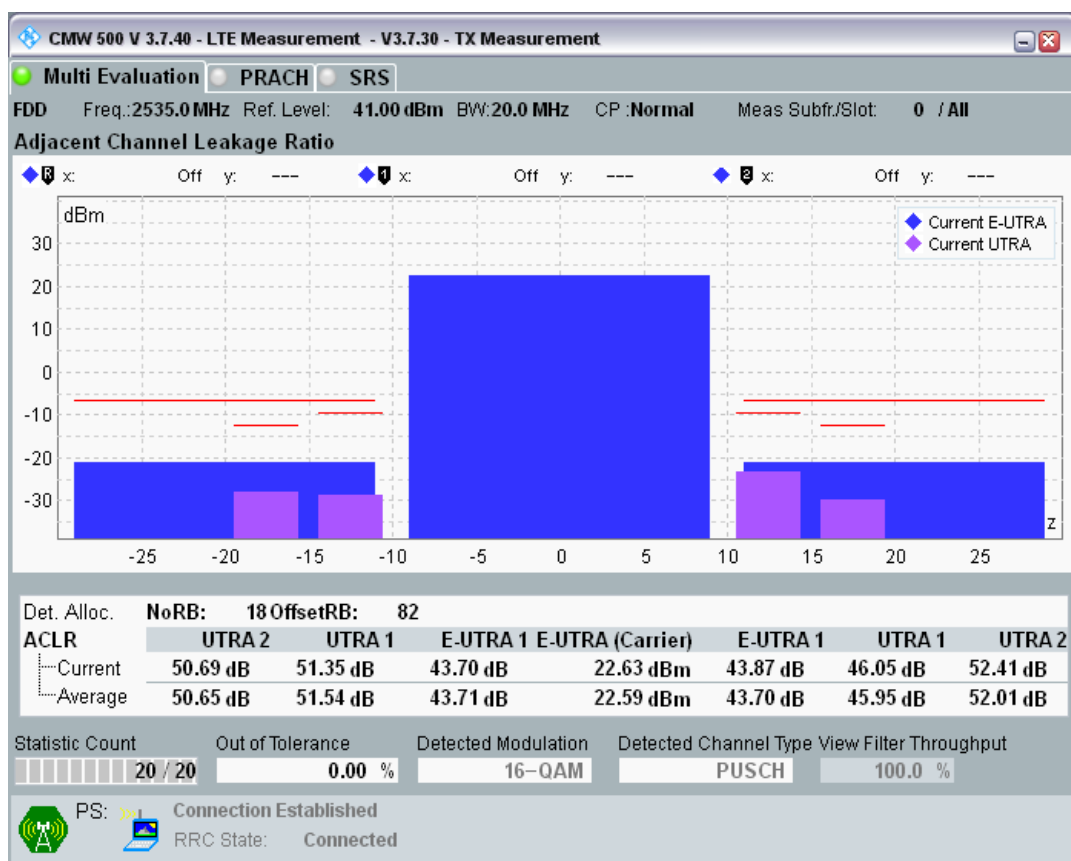 CMW 500 V 3.7.40 - LTE Measurement - V3.7.30 - TX Measurement
Multi Evaluation PRACH SRS
FDD Freq.:2535.0 MHz Ref. Level: 41.00 dBm BW:20.0 MHz CP :Normal Meas Subfr./Slot: 0 / All
Adjacent Channel Leakage Ratio
R x: Off y: --- 1 x: Off y: --- 2 x: Off y: ---
dBm
Current E-UTRA
Current UTRA
30
20
10
0
-10
-20
-30
z
-25 -20 -15 -10 -5 0 5 10 15 20 25
Det. Alloc. NoRB: 18 OffsetRB: 82
ACLR UTRA 2 UTRA 1 E-UTRA 1 E-UTRA (Carrier) E-UTRA 1 UTRA 1 UTRA 2
Current 50.69 dB 51.35 dB 43.70 dB 22.63 dBm 43.87 dB 46.05 dB 52.41 dB
Average 50.65 dB 51.54 dB 43.71 dB 22.59 dBm 43.70 dB 45.95 dB 52.01 dB
Statistic Count Out of Tolerance Detected Modulation Detected Channel Type View Filter Throughput
20 / 20 0.00 % 16-QAM PUSCH 100.0 %
PS: Connection Established
RRC State: Connected